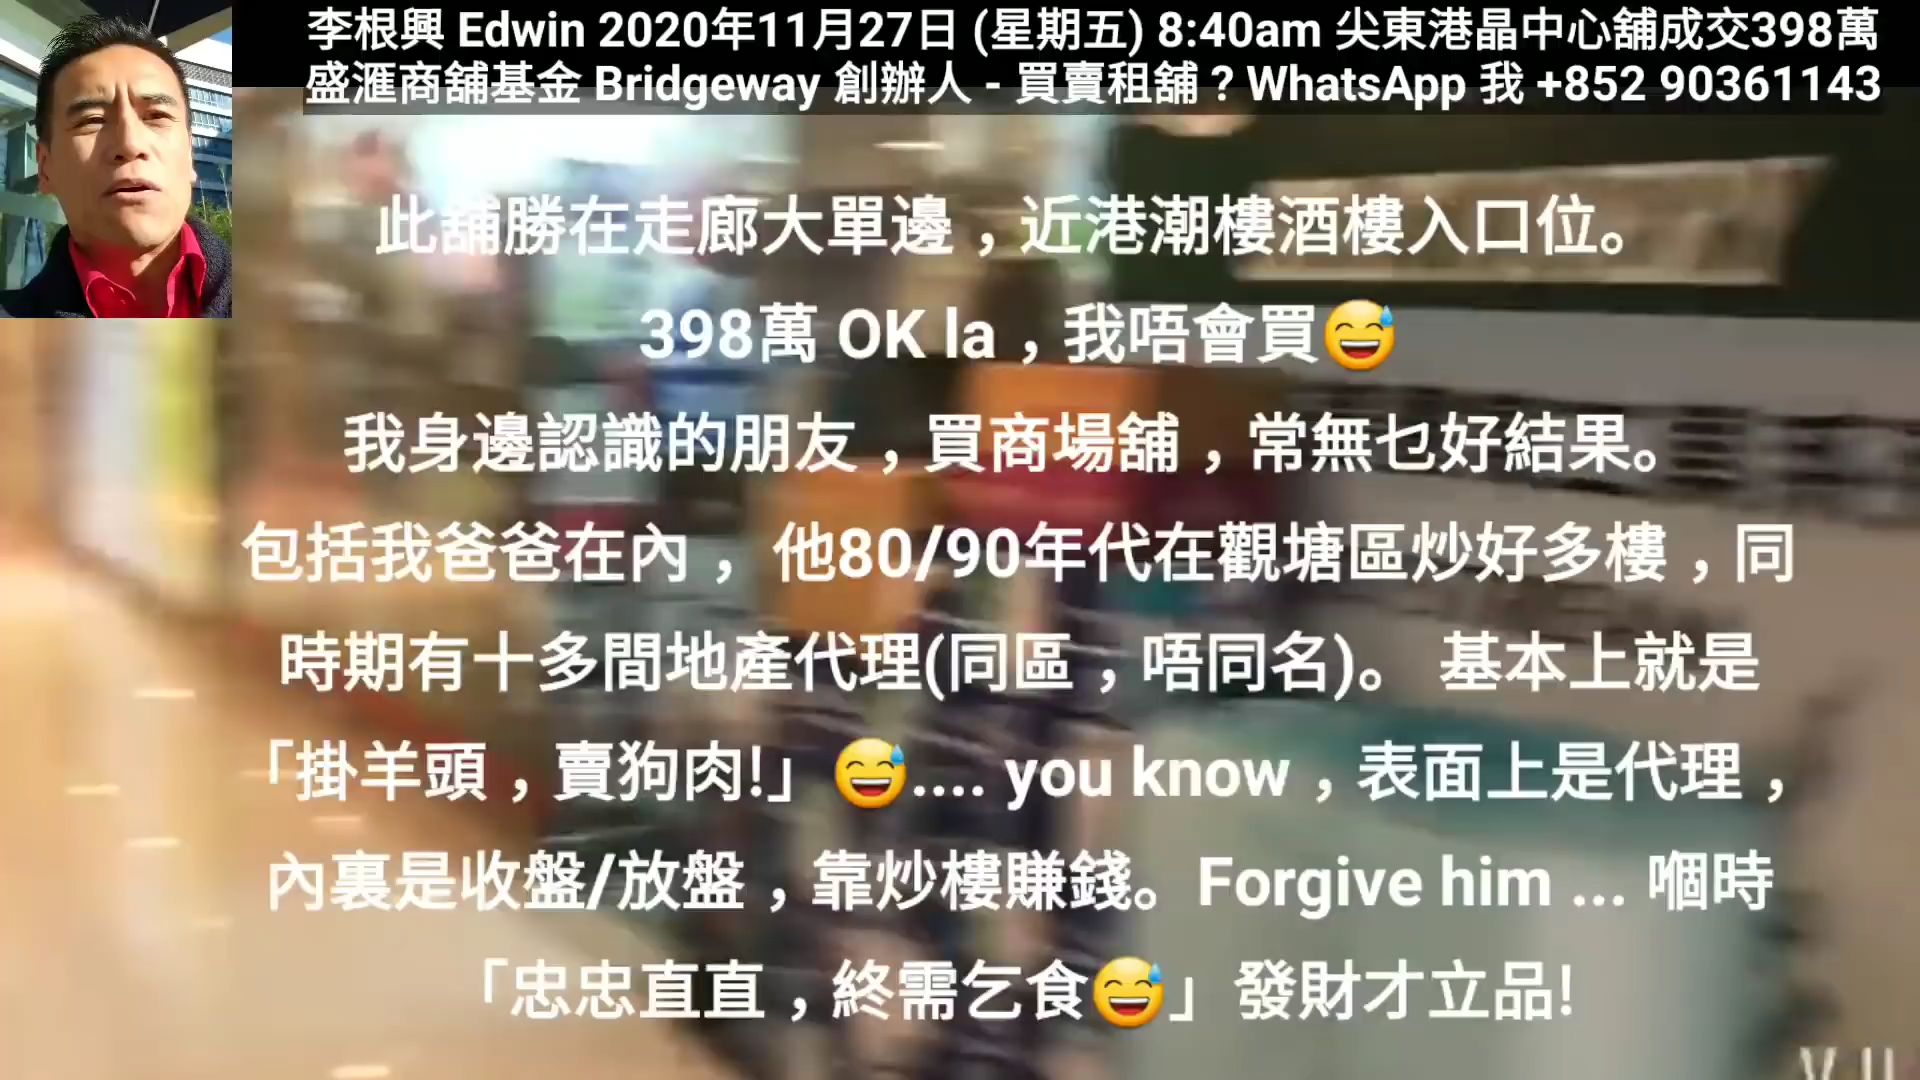 李根興 Edwin 2020年11月27日 (星期五) 8:40am 尖東港晶中心舖成交398萬
盛滙商舖基金 Bridgeway 創辦人 - 買賣租舖 ? WhatsApp 我 +852 90361143
此舖勝在走廊大單邊，近港潮樓酒樓入口位。
398萬 OK la，我唔會買😅
我身邊認識的朋友，買商場舖，常無乜好結果。
包括我爸爸在內， 他80/90年代在觀塘區炒好多樓，同
時期有十多間地產代理(同區，唔同名)。 基本上就是
「掛羊頭，賣狗肉!」😅.... you know，表面上是代理，
內裏是收盤/放盤，靠炒樓賺錢。Forgive him ... 嗰時
「忠忠直直，終需乞食😅」發財才立品!